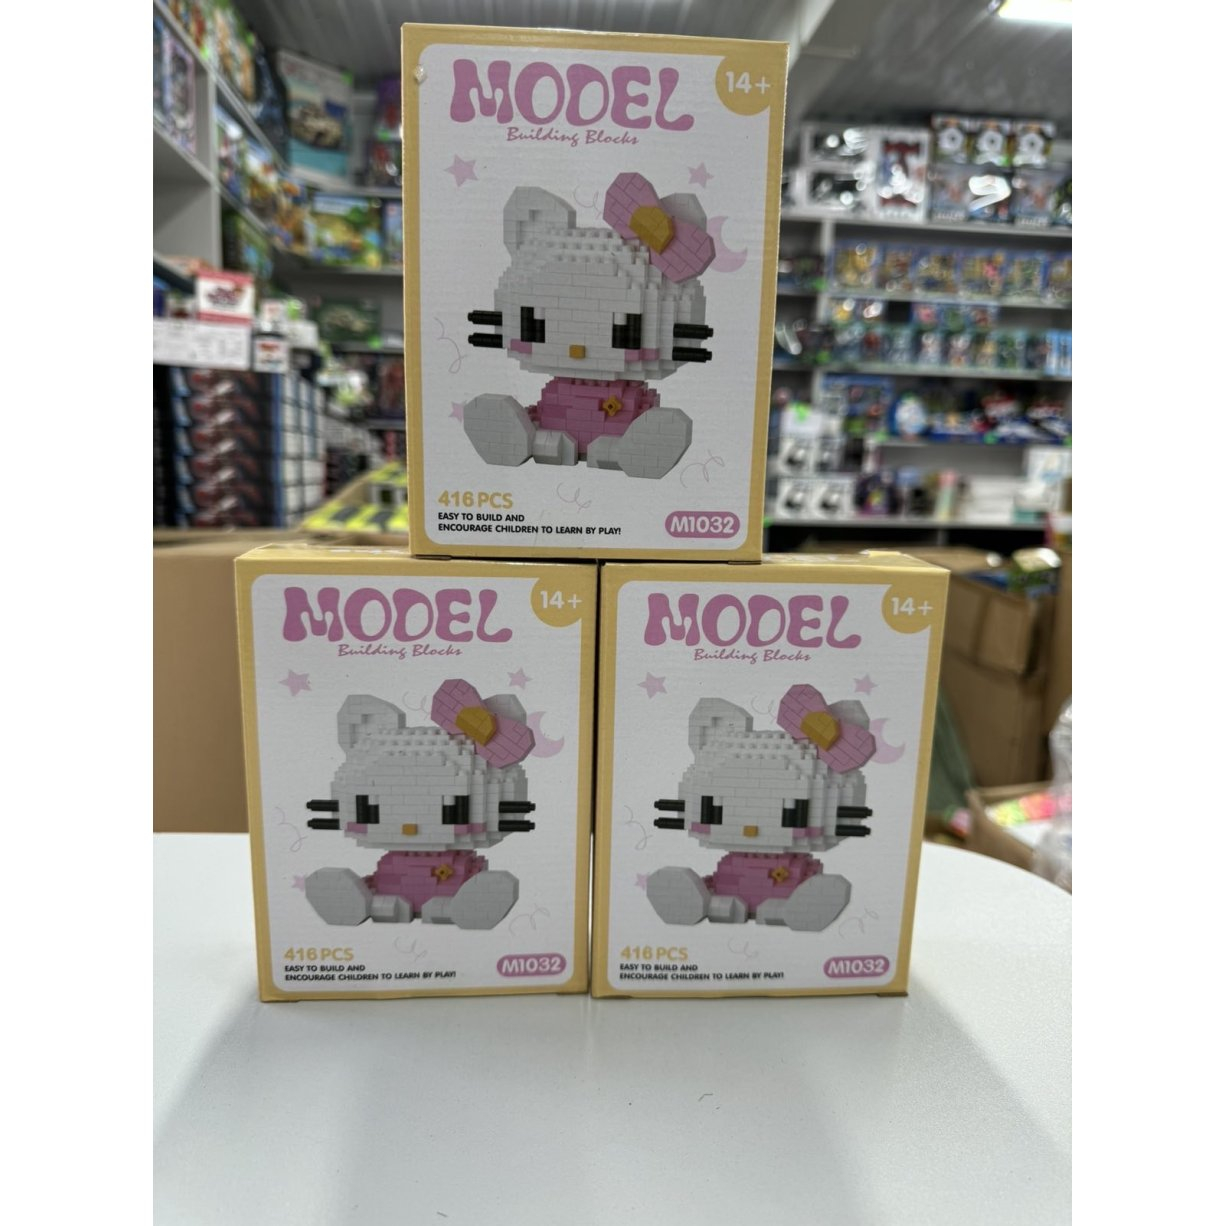 MODEL
14+
Building Blocks
416 PCS
EASY TO BUILD AND
ENCOURAGE CHILDREN TO LEARN BY PLAY!
M1032
MODEL
14+
Building Blocks
416 PCS
EASY TO BUILD AND
ENCOURAGE CHILDREN TO LEARN BY PLAY!
M1032
MODEL
14+
Building Blocks
416 PCS
EASY TO BUILD AND
ENCOURAGE CHILDREN TO LEARN BY PLAY!
M1032